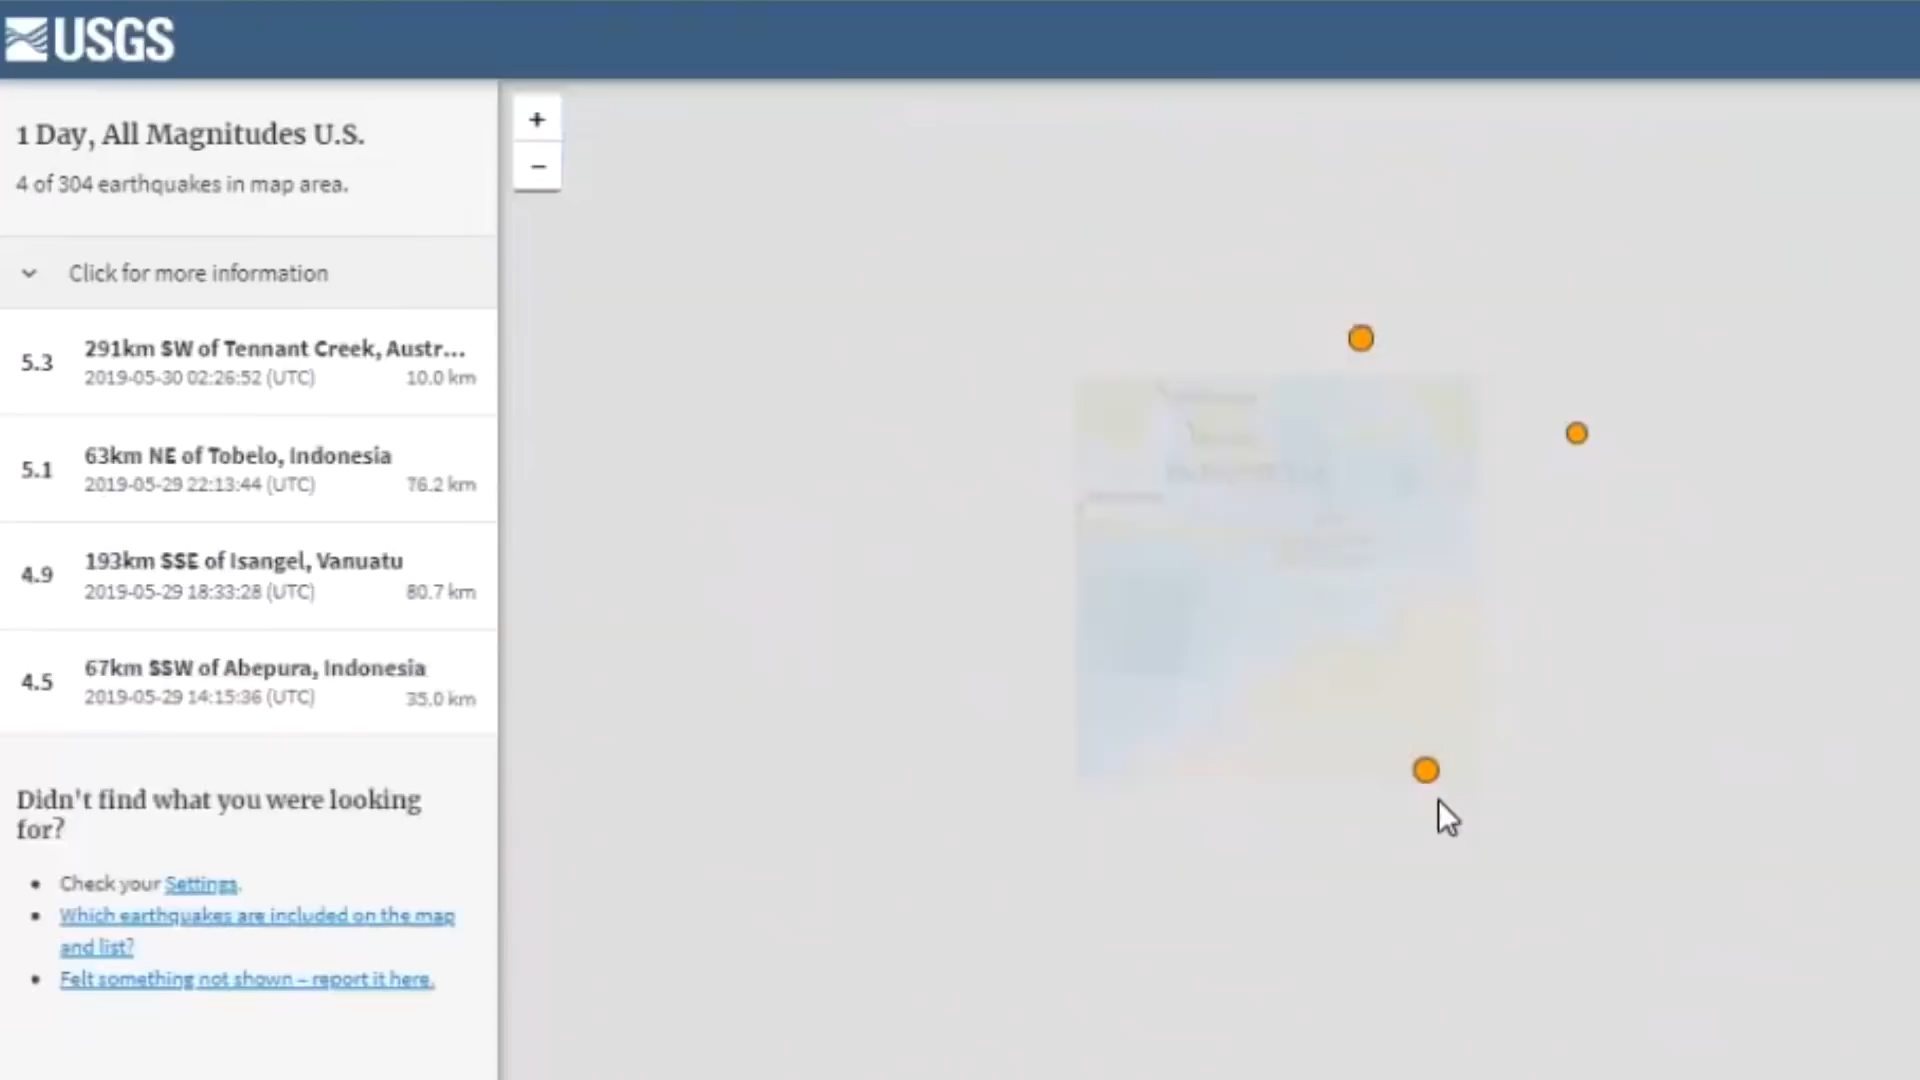 USGS
1 Day, All Magnitudes U.S.
4 of 304 earthquakes in map area.
+
−
Click for more information
5.3
291km SW of Tennant Creek, Austr...
2019-05-30 02:26:52 (UTC) 10.0 km
5.1
63km NE of Tobelo, Indonesia
2019-05-29 22:13:44 (UTC) 76.2 km
4.9
193km SSE of Isangel, Vanuatu
2019-05-29 18:33:28 (UTC) 80.7 km
4.5
67km SSW of Abepura, Indonesia
2019-05-29 14:15:36 (UTC) 35.0 km
Didn't find what you were looking
for?
• Check your Settings.
• Which earthquakes are included on the map
and list?
• Felt something not shown – report it here.